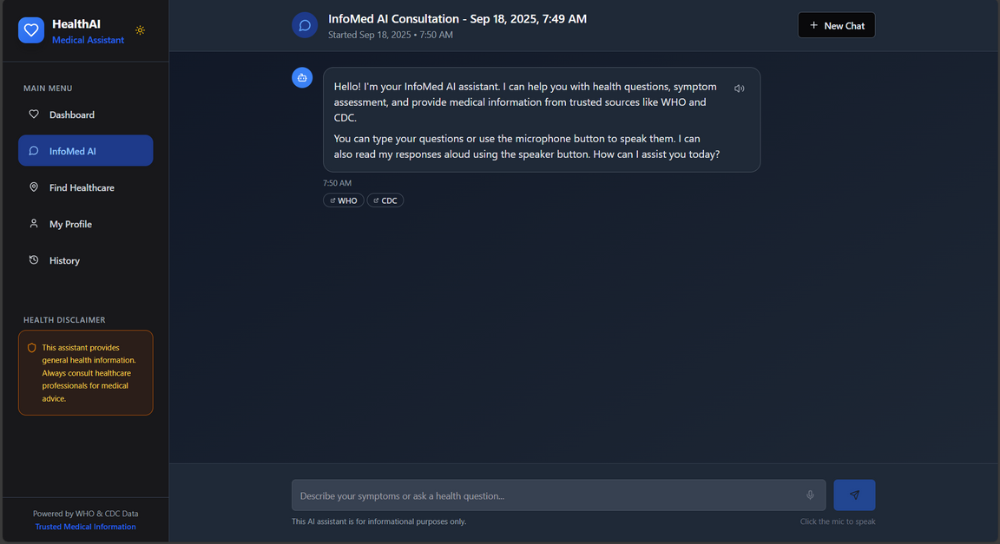 HealthAI
Medical Assistant
MAIN MENU
Dashboard
InfoMed AI
Find Healthcare
My Profile
History
HEALTH DISCLAIMER
This assistant provides
general health information.
Always consult healthcare
professionals for medical
advice.
Powered by WHO & CDC Data
Trusted Medical Information
InfoMed AI Consultation - Sep 18, 2025, 7:49 AM
Started Sep 18, 2025 • 7:50 AM
New Chat
Hello! I'm your InfoMed AI assistant. I can help you with health questions, symptom
assessment, and provide medical information from trusted sources like WHO and
CDC.
You can type your questions or use the microphone button to speak them. I can
also read my responses aloud using the speaker button. How can I assist you today?
7:50 AM
WHO CDC
Describe your symptoms or ask a health question...
This AI assistant is for informational purposes only.
Click the mic to speak